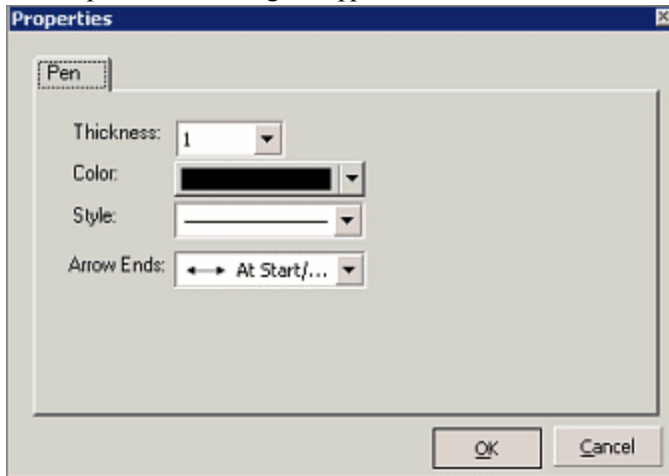 Properties
Pen
Thickness: 1
Color:
Style:
Arrow Ends: At Start/...
OK Cancel